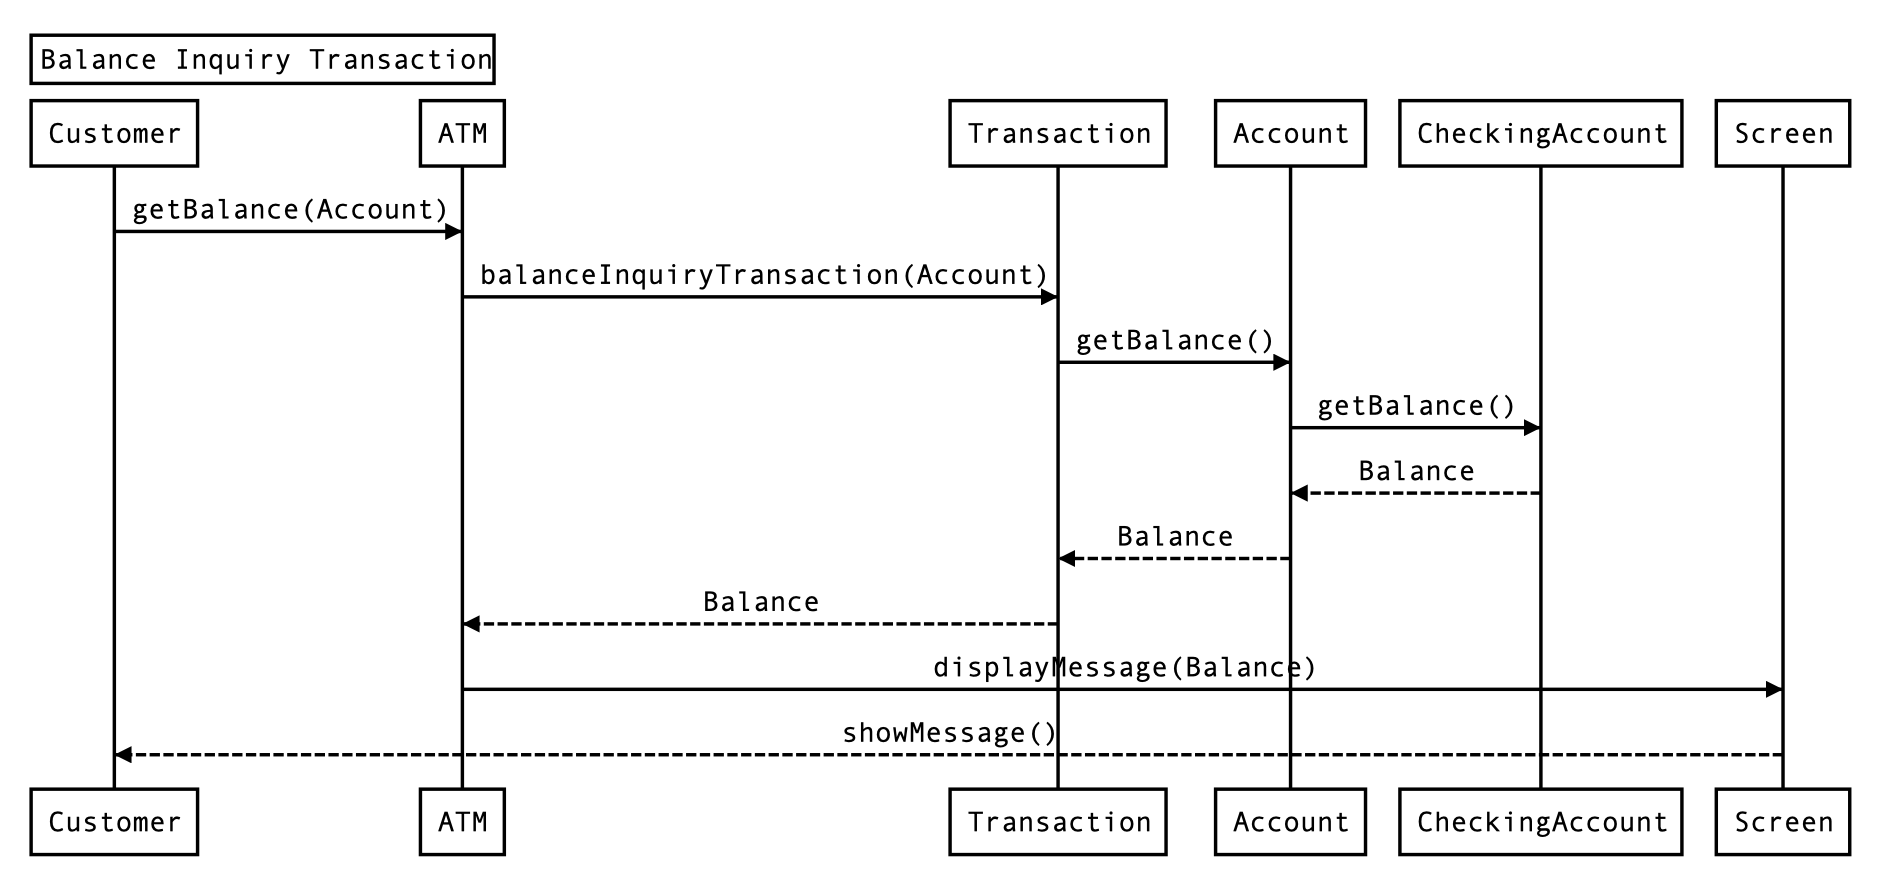 Balance Inquiry Transaction
Customer ATM Transaction Account CheckingAccount Screen
getBalance(Account)
balanceInquiryTransaction(Account)
getBalance()
getBalance()
Balance
Balance
Balance
displayMessage(Balance)
showMessage()
Customer ATM Transaction Account CheckingAccount Screen